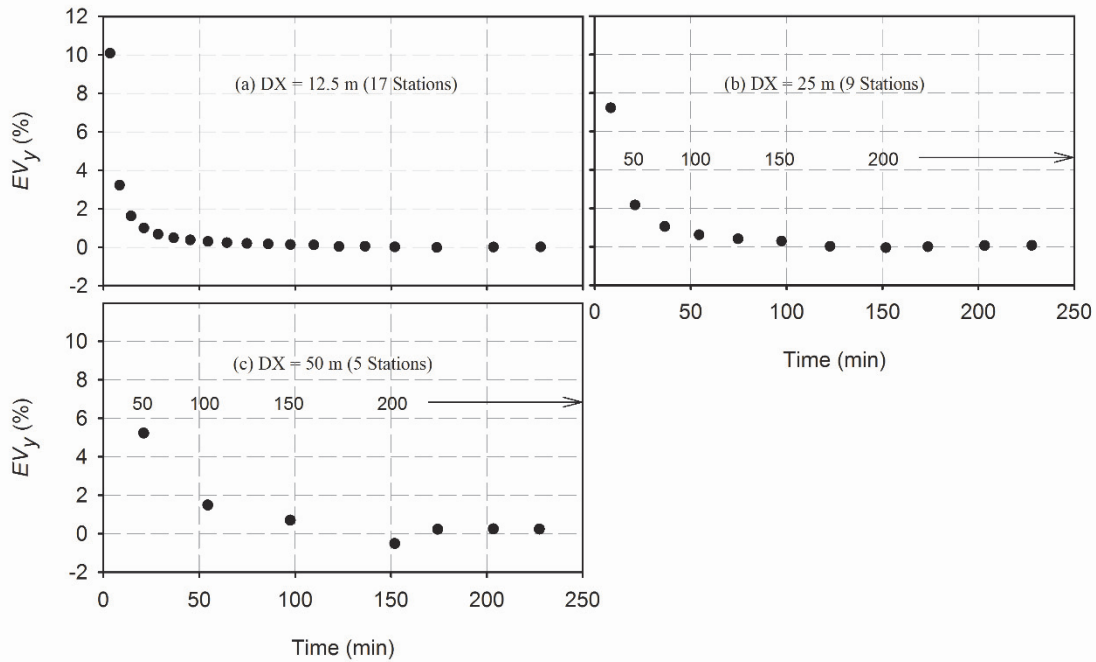 12
10
8
6
4
2
0
-2
EVy (%)
(a) DX = 12.5 m (17 Stations)
(b) DX = 25 m (9 Stations)
50 100 150 200
0 50 100 150 200 250
Time (min)
10
8
6
4
2
0
-2
EVy (%)
(c) DX = 50 m (5 Stations)
50 100 150 200
0 50 100 150 200 250
Time (min)